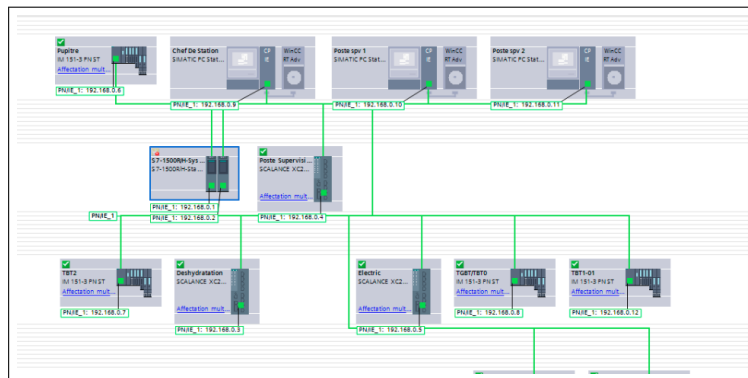 Pupitre
IM 151-3 PN ST
Affectation mult...
PN/IE_1: 192.168.0.6
Chef De Station
SIMATIC PC Stat...
CP
IE
WinCC
RT Adv
PN/IE_1: 192.168.0.9
Poste spv 1
SIMATIC PC Stat...
CP
IE
WinCC
RT Adv
PN/IE_1: 192.168.0.10
Poste spv 2
SIMATIC PC Stat...
CP
IE
WinCC
RT Adv
PN/IE_1: 192.168.0.11
S7-1500R/H-Sys...
S7-1500R/H-Sta...
PN/IE_1: 192.168.0.1
PN/IE_1: 192.168.0.2
Poste Supervisi...
SCALANCE XC2...
Affectation mult...
PN/IE_1: 192.168.0.4
PN/IE_1
TBT2
IM 151-3 PN ST
Affectation mult...
PN/IE_1: 192.168.0.7
Deshydratation
SCALANCE XC2...
Affectation mult...
PN/IE_1: 192.168.0.3
Electric
SCALANCE XC2...
Affectation mult...
PN/IE_1: 192.168.0.5
TGBT/TBT0
IM 151-3 PN ST
Affectation mult...
PN/IE_1: 192.168.0.8
TBT1-01
IM 151-3 PN ST
Affectation mult...
PN/IE_1: 192.168.0.12